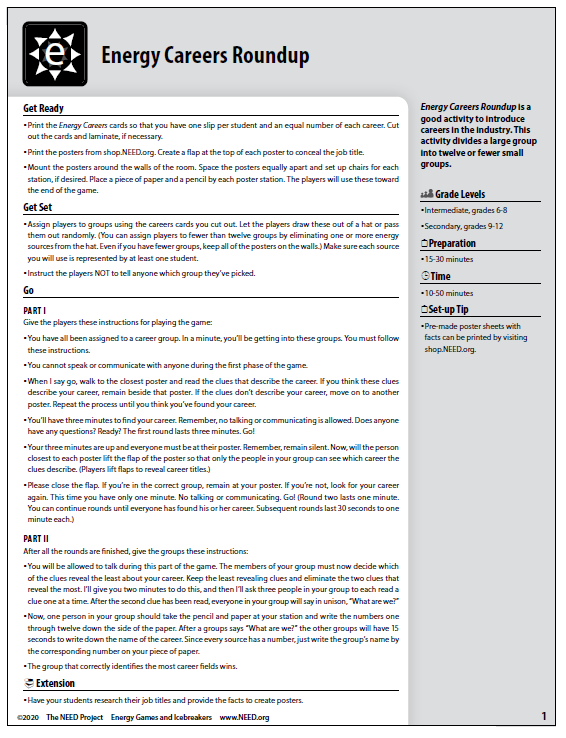 e
Energy Careers Roundup
Get Ready
•Print the Energy Careers cards so that you have one slip per student and an equal number of each career. Cut
out the cards and laminate, if necessary.
•Print the posters from shop.NEED.org. Create a flap at the top of each poster to conceal the job title.
•Mount the posters around the walls of the room. Space the posters equally apart and set up chairs for each
station, if desired. Place a piece of paper and a pencil by each poster station. The players will use these toward
the end of the game.
Get Set
•Assign players to groups using the careers cards you cut out. Let the players draw these out of a hat or pass
them out randomly. (You can assign players to fewer than twelve groups by eliminating one or more energy
sources from the hat. Even if you have fewer groups, keep all of the posters on the walls.) Make sure each source
you will use is represented by at least one student.
•Instruct the players NOT to tell anyone which group they've picked.
Go
PART I
Give the players these instructions for playing the game:
•You have all been assigned to a career group. In a minute, you'll be getting into these groups. You must follow
these instructions.
•You cannot speak or communicate with anyone during the first phase of the game.
•When I say go, walk to the closest poster and read the clues that describe the career. If you think these clues
describe your career, remain beside that poster. If the clues don't describe your career, move on to another
poster. Repeat the process until you think you've found your career.
•You'll have three minutes to find your career. Remember, no talking or communicating is allowed. Does anyone
have any questions? Ready? The first round lasts three minutes. Go!
•Your three minutes are up and everyone must be at their poster. Remember, remain silent. Now, will the person
closest to each poster lift the flap of the poster so that only the people in your group can see which career the
clues describe. (Players lift flaps to reveal career titles.)
•Please close the flap. If you're in the correct group, remain at your poster. If you're not, look for your career
again. This time you have only one minute. No talking or communicating. Go! (Round two lasts one minute.
You can continue rounds until everyone has found his or her career. Subsequent rounds last 30 seconds to one
minute each.)
PART II
After all the rounds are finished, give the groups these instructions:
•You will be allowed to talk during this part of the game. The members of your group must now decide which
of the clues reveal the least about your career. Keep the least revealing clues and eliminate the two clues that
reveal the most. I'll give you two minutes to do this, and then I'll ask three people in your group to each read a
clue one at a time. After the second clue has been read, everyone in your group will say in unison, "What are we?"
•Now, one person in your group should take the pencil and paper at your station and write the numbers one
through twelve down the side of the paper. After a groups says "What are we?" the other groups will have 15
seconds to write down the name of the career. Since every source has a number, just write the group's name by
the corresponding number on your piece of paper.
•The group that correctly identifies the most career fields wins.
Extension
•Have your students research their job titles and provide the facts to create posters.
Energy Careers Roundup is a
good activity to introduce
careers in the industry. This
activity divides a large group
into twelve or fewer small
groups.
Grade Levels
•Intermediate, grades 6-8
•Secondary, grades 9-12
Preparation
•15-30 minutes
Time
•10-50 minutes
Set-up Tip
•Pre-made poster sheets with
facts can be printed by visiting
shop.NEED.org.
©2020 The NEED Project Energy Games and Icebreakers www.NEED.org 1